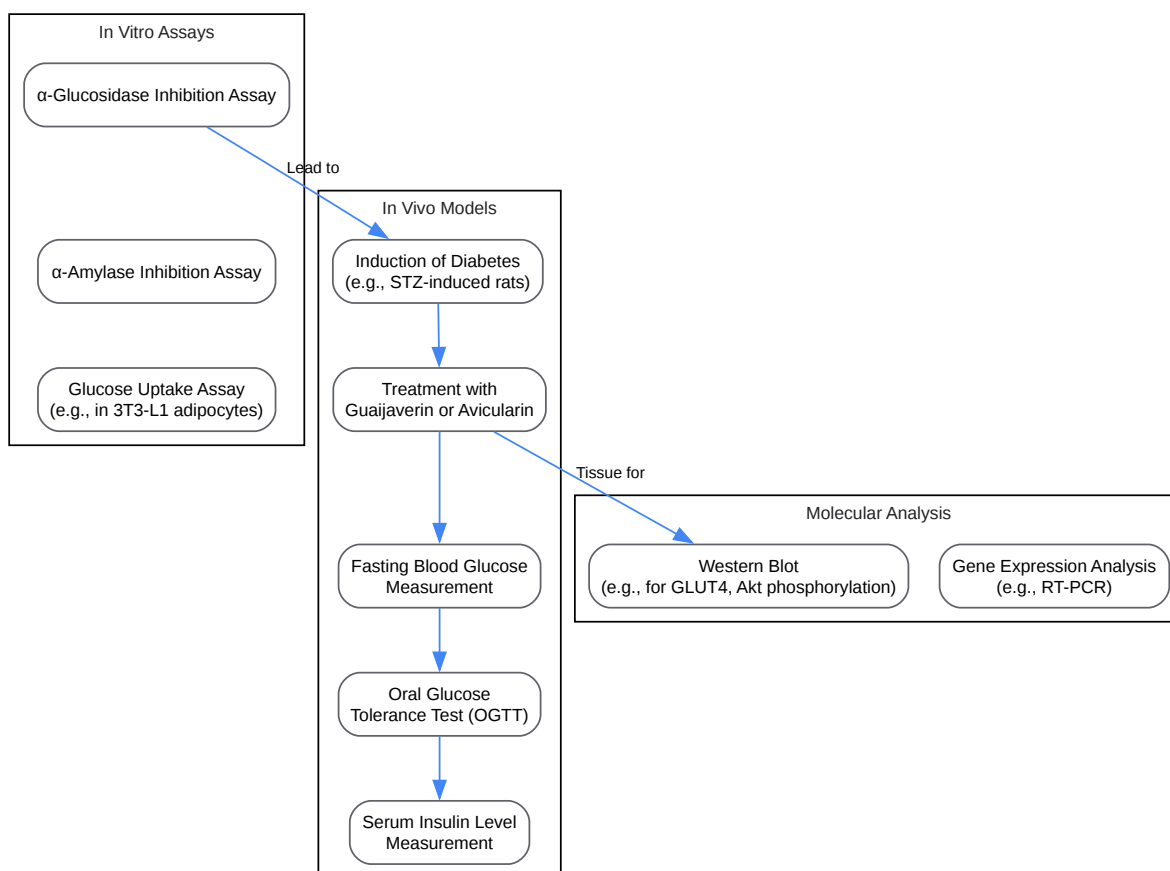 In Vitro Assays
α-Glucosidase Inhibition Assay
Lead to
α-Amylase Inhibition Assay
Glucose Uptake Assay
(e.g., in 3T3-L1 adipocytes)
In Vivo Models
Induction of Diabetes
(e.g., STZ-induced rats)
Treatment with
Guaijaverin or Avicularin
Tissue for
Fasting Blood Glucose
Measurement
Oral Glucose
Tolerance Test (OGTT)
Serum Insulin Level
Measurement
Molecular Analysis
Western Blot
(e.g., for GLUT4, Akt phosphorylation)
Gene Expression Analysis
(e.g., RT-PCR)